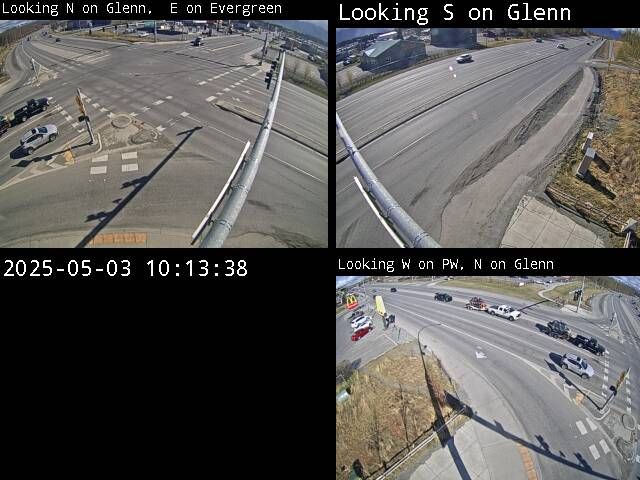 Looking N on Glenn,  E on Evergreen
Looking S on Glenn
2025-05-03 10:13:38
Looking W on PW, N on Glenn